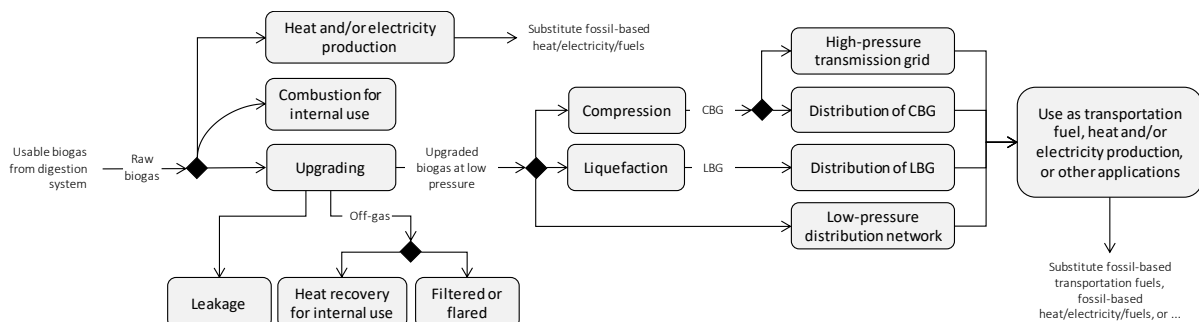 Heat and/or electricity
production
Substitute fossil-based
heat/electricity/fuels
Combustion for
internal use
Usable biogas
from digestion
system
Raw
biogas
Upgrading
Upgraded
biogas at low
pressure
Off-gas
Leakage
Heat recovery
for internal use
Filtered or
flared
Compression
CBG
Liquefaction
LBG
High-pressure
transmission grid
Distribution of CBG
Distribution of LBG
Low-pressure
distribution network
Use as transportation
fuel, heat and/or
electricity production,
or other applications
Substitute fossil-based
transportation fuels,
fossil-based
heat/electricity/fuels, or ...